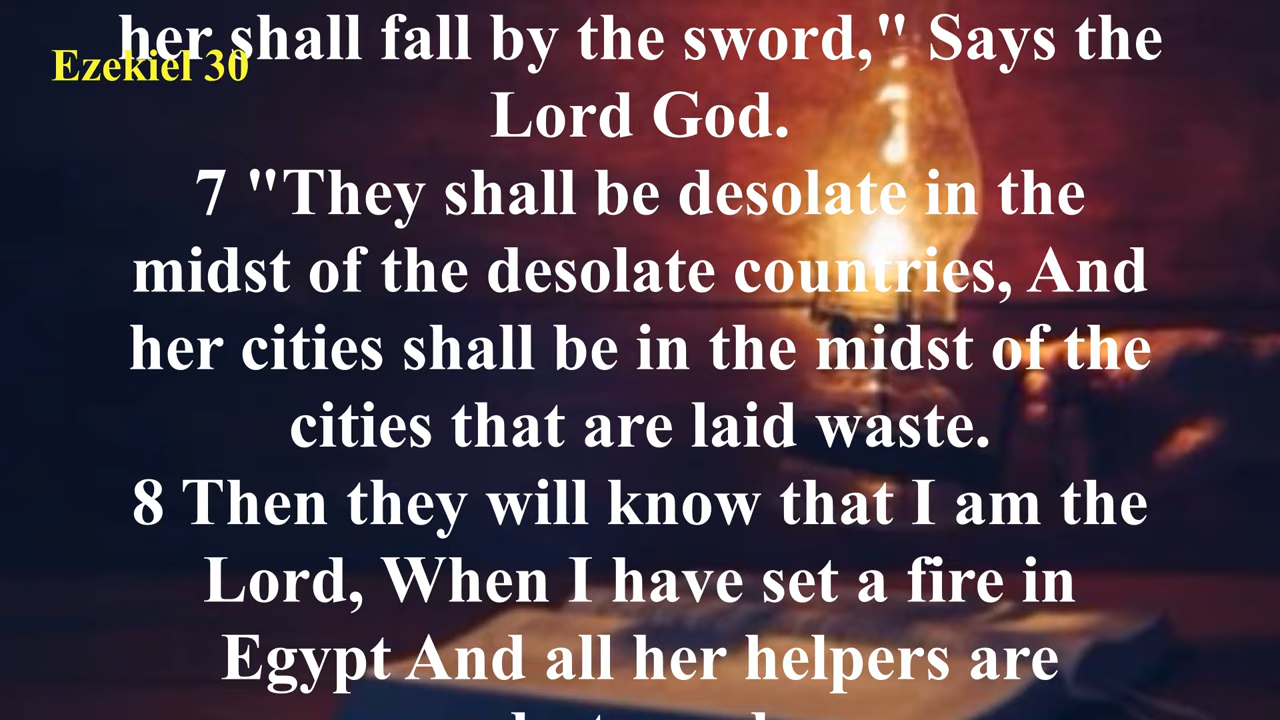 her shall fall by the sword," Says the
Ezekiel 30
Lord God.
7 "They shall be desolate in the
midst of the desolate countries, And
her cities shall be in the midst of the
cities that are laid waste.
8 Then they will know that I am the
Lord, When I have set a fire in
Egypt And all her helpers are